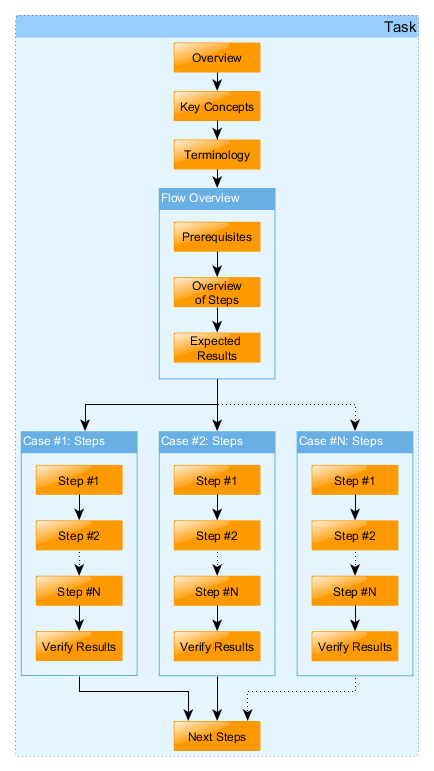 Task
Overview
Key Concepts
Terminology
Flow Overview
Prerequisites
Overview
of Steps
Expected
Results
Case #1: Steps
Step #1
Step #2
Step #N
Verify Results
Case #2: Steps
Step #1
Step #2
Step #N
Verify Results
Case #N: Steps
Step #1
Step #2
Step #N
Verify Results
Next Steps